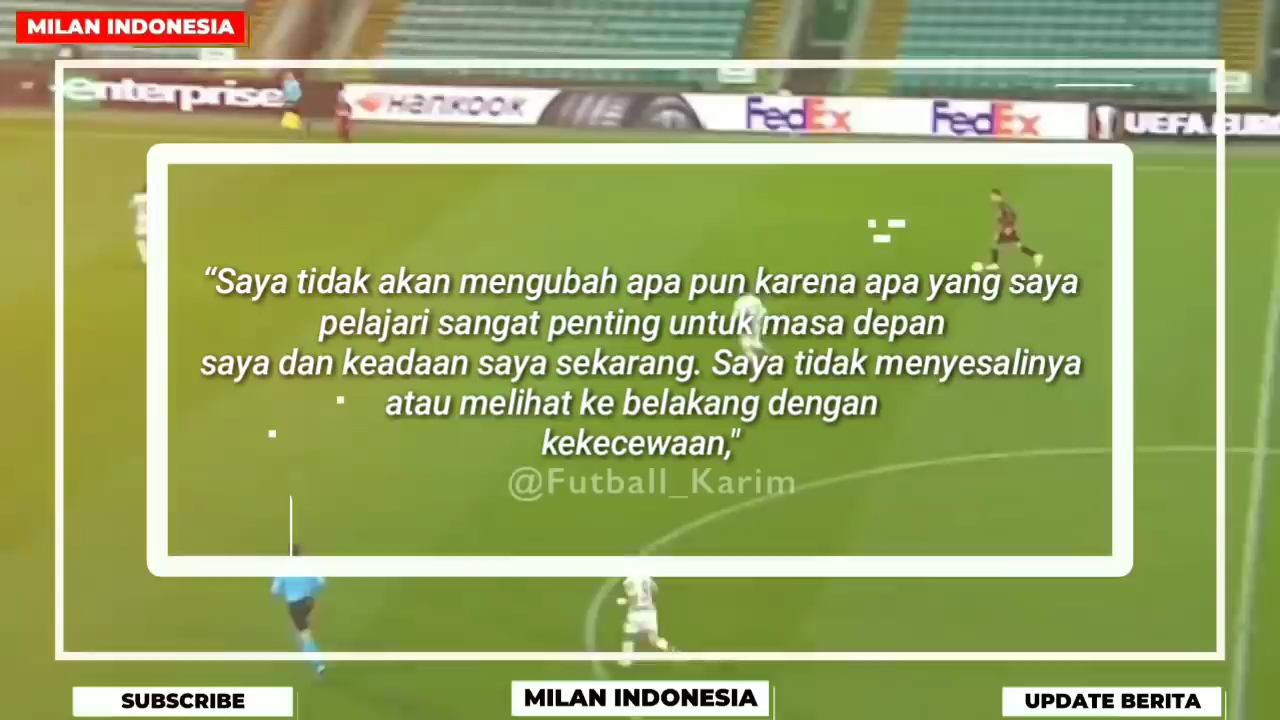 MILAN INDONESIA
enterprise
HANKOOK
FedEx
FedEx
UEFA EUR
“Saya tidak akan mengubah apa pun karena apa yang saya
pelajari sangat penting untuk masa depan
saya dan keadaan saya sekarang. Saya tidak menyesalinya
atau melihat ke belakang dengan
kekecewaan,"
@Futball_Karim
SUBSCRIBE
MILAN INDONESIA
UPDATE BERITA